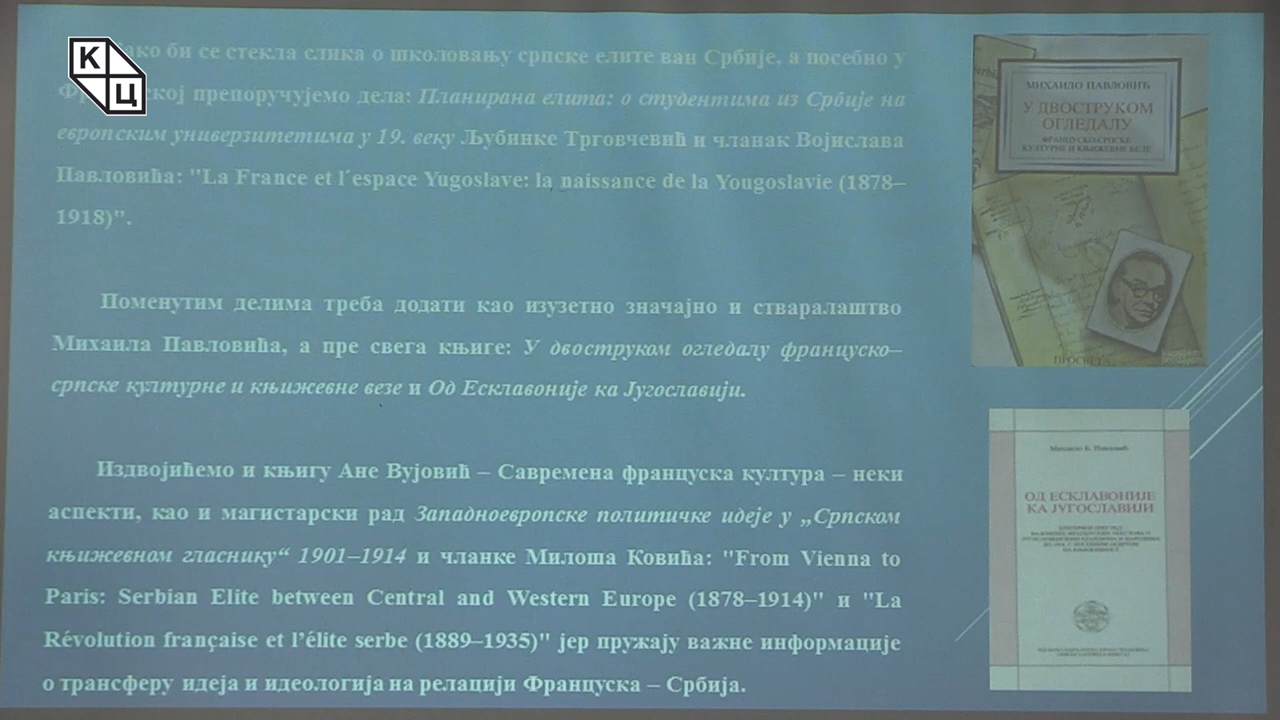 К
Ц
ако би се стекла слика о школовању српске елите ван Србије, а посебно у
ској препоручујемо дела: Планирана елита: о студентима из Србије на
европским универзитетима у 19. веку Љубинке Трговчевић и чланак Војислава
Павловића: "La France et l´espace Yugoslave: la naissance de la Yougoslavie (1878–
1918)".
Поменутим делима треба додати као изузетно значајно и стваралаштво
Михаила Павловића, а пре свега књиге: У двоструком огледалу француско–
српске културне и књижевне везе и Од Есклавоније ка Југославији.
Издвојићемо и књигу Ане Вујовић – Савремена француска култура – неки
аспекти, као и магистарски рад Западноевропске политичке идеје у „Српском
књижевном гласнику“ 1901–1914 и чланке Милоша Ковића: "From Vienna to
Paris: Serbian Elite between Central and Western Europe (1878–1914)" и "La
Révolution française et l’élite serbe (1889–1935)" јер пружају важне информације
о трансферу идеја и идеологија на релацији Француска – Србија.
МИХАИЛО ПАВЛОВИЋ
У ДВОСТРУКОМ
ОГЛЕДАЛУ
ФРАНЦУСКО-СРПСКЕ
КУЛТУРНЕ И КЊИЖЕВНЕ ВЕЗЕ
ПРОСВЕТА
Михаило Б. Павловић
ОД ЕСКЛАВОНИЈЕ
КА ЈУГОСЛАВИЈИ